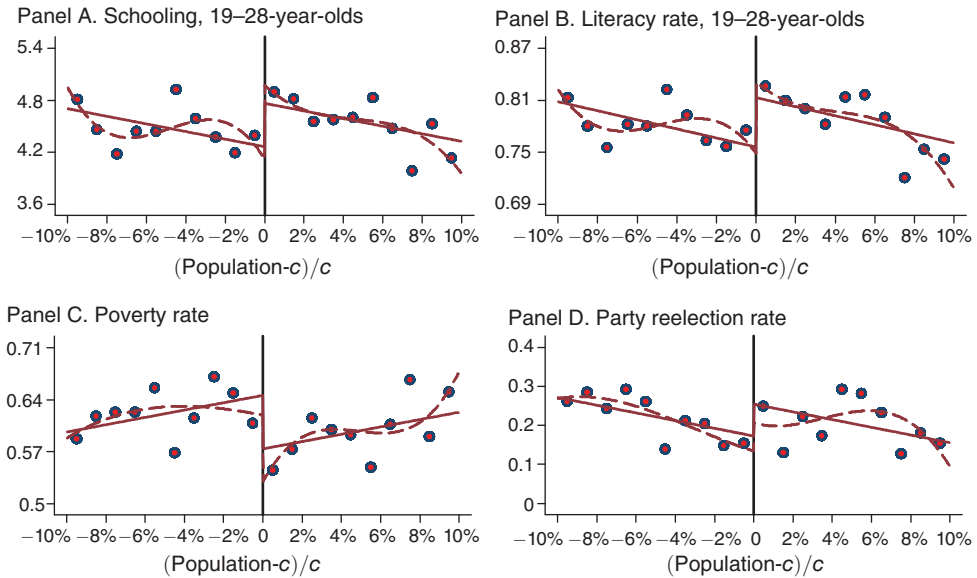 Panel A. Schooling, 19–28-year-olds
5.4
4.8
4.2
3.6
−10% −8% −6% −4% −2% 0 2% 4% 6% 8% 10%
(Population-c)/c
Panel B. Literacy rate, 19–28-year-olds
0.87
0.81
0.75
0.69
−10% −8% −6% −4% −2% 0 2% 4% 6% 8% 10%
(Population-c)/c
Panel C. Poverty rate
0.71
0.64
0.57
0.5
−10% −8% −6% −4% −2% 0 2% 4% 6% 8% 10%
(Population-c)/c
Panel D. Party reelection rate
0.4
0.3
0.2
0.1
0
−10% −8% −6% −4% −2% 0 2% 4% 6% 8% 10%
(Population-c)/c